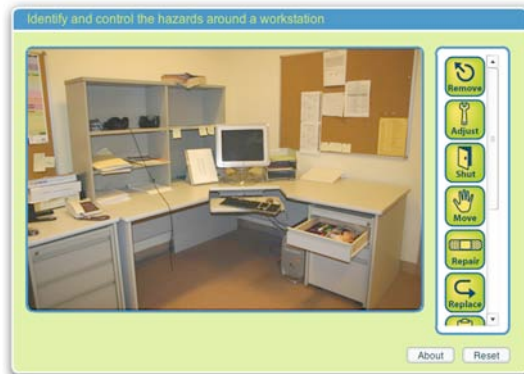 Identify and control the hazards around a workstation
Remove
Adjust
Shut
Move
Repair
Replace
About
Reset